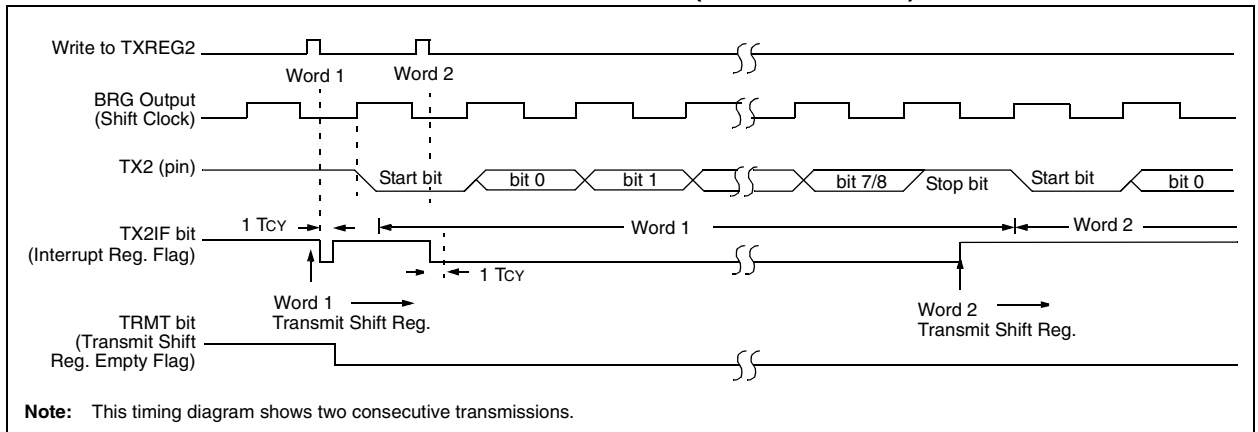 Write to TXREG2
Word 1
Word 2
BRG Output
(Shift Clock)
TX2 (pin)
Start bit
bit 0
bit 1
bit 7/8
Stop bit
Start bit
bit 0
1 TCY
Word 1
Word 2
TX2IF bit
(Interrupt Reg. Flag)
1 TCY
Word 1
Transmit Shift Reg.
Word 2
Transmit Shift Reg.
TRMT bit
(Transmit Shift
Reg. Empty Flag)
Note: This timing diagram shows two consecutive transmissions.